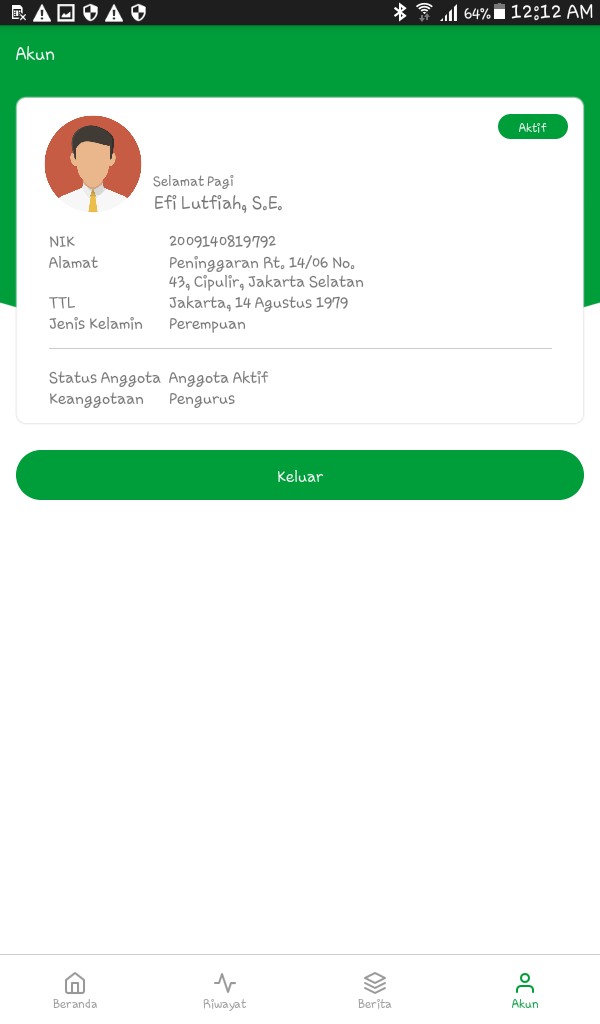 64% 12:12 AM
Akun
Aktif
Selamat Pagi
Efi Lutfiah, S.E.
NIK 2009140819792
Alamat Peninggaran Rt. 14/06 No.
43, Cipulir, Jakarta Selatan
TTL Jakarta, 14 Agustus 1979
Jenis Kelamin Perempuan
Status Anggota Anggota Aktif
Keanggotaan Pengurus
Keluar
Beranda Riwayat Berita Akun